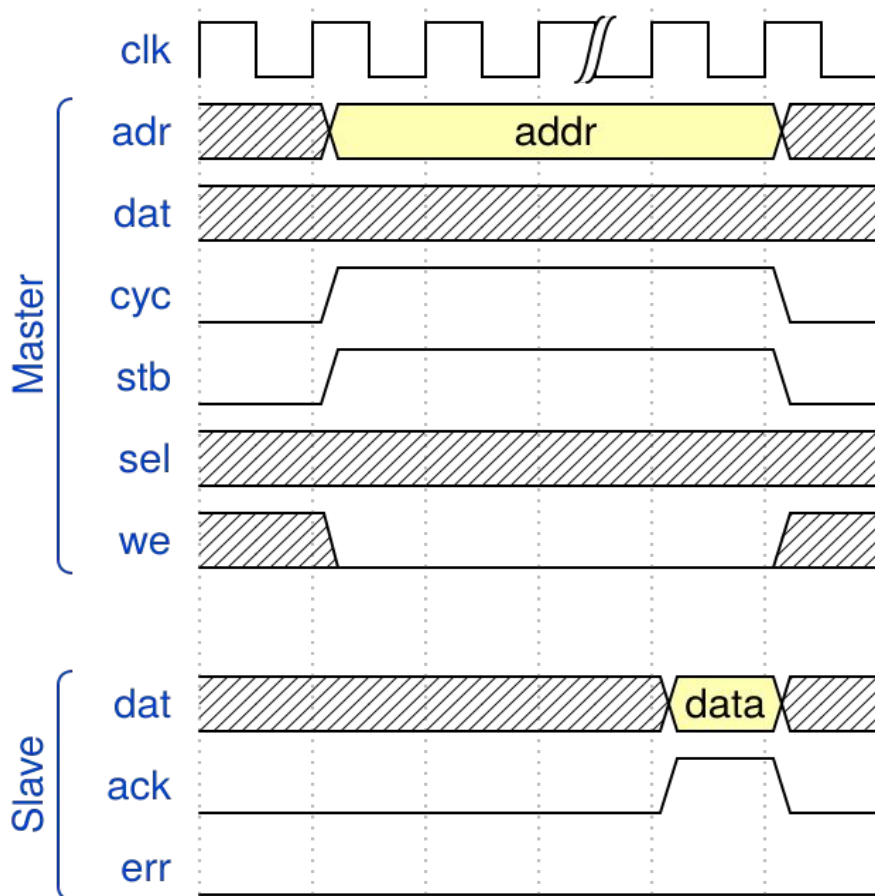 clk
Master
adr
addr
dat
cyc
stb
sel
we
Slave
dat
data
ack
err